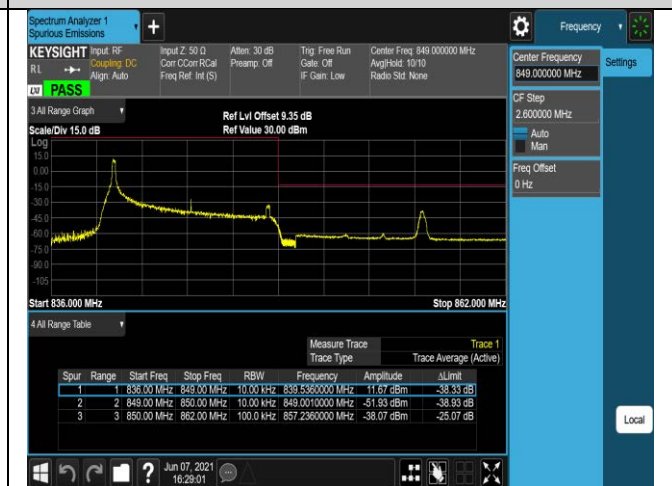 Spectrum Analyzer 1
Spurious Emissions
Frequency
KEYSIGHT Input: RF Input Z: 50 Ω Atten: 30 dB Trig: Free Run Center Freq: 849.000000 MHz
RL Coupling: DC Corr CCorr RCal Preamp: Off Gate: Off Avg|Hold: 10/10
Align: Auto Freq Ref: Int (S) IF Gain: Low Radio Std: None
PASS
Center Frequency
849.000000 MHz
Settings
CF Step
2.600000 MHz
Auto
Man
Freq Offset
0 Hz
3 All Range Graph
Ref Lvl Offset 9.35 dB
Scale/Div 15.0 dB Ref Value 30.00 dBm
Log
15.0
0.00
-15.0
-30.0
-45.0
-60.0
-75.0
-90.0
-105
Start 836.000 MHz Stop 862.000 MHz
4 All Range Table
Measure Trace Trace 1
Trace Type Trace Average (Active)
Spur Range Start Freq Stop Freq RBW Frequency Amplitude ΔLimit
1 1 836.00 MHz 849.00 MHz 10.00 kHz 839.5360000 MHz 11.67 dBm -38.33 dB
2 2 849.00 MHz 850.00 MHz 10.00 kHz 849.0010000 MHz -51.93 dBm -38.93 dB
3 3 850.00 MHz 862.00 MHz 100.0 kHz 857.2360000 MHz -38.07 dBm -25.07 dB
Local
Jun 07, 2021
16:29:01